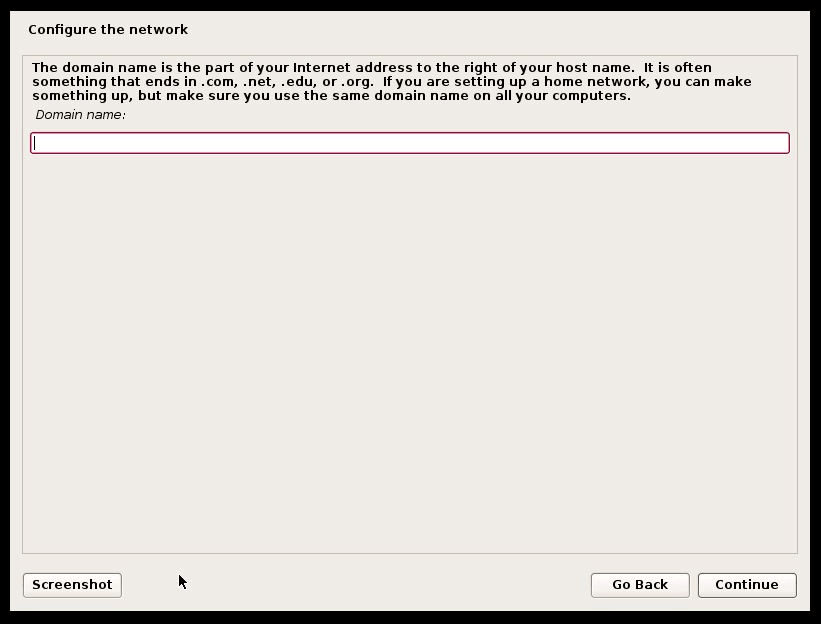 Configure the network
The domain name is the part of your Internet address to the right of your host name.  It is often
something that ends in .com, .net, .edu, or .org.  If you are setting up a home network, you can make
something up, but make sure you use the same domain name on all your computers.
Domain name:
Screenshot
Go Back
Continue